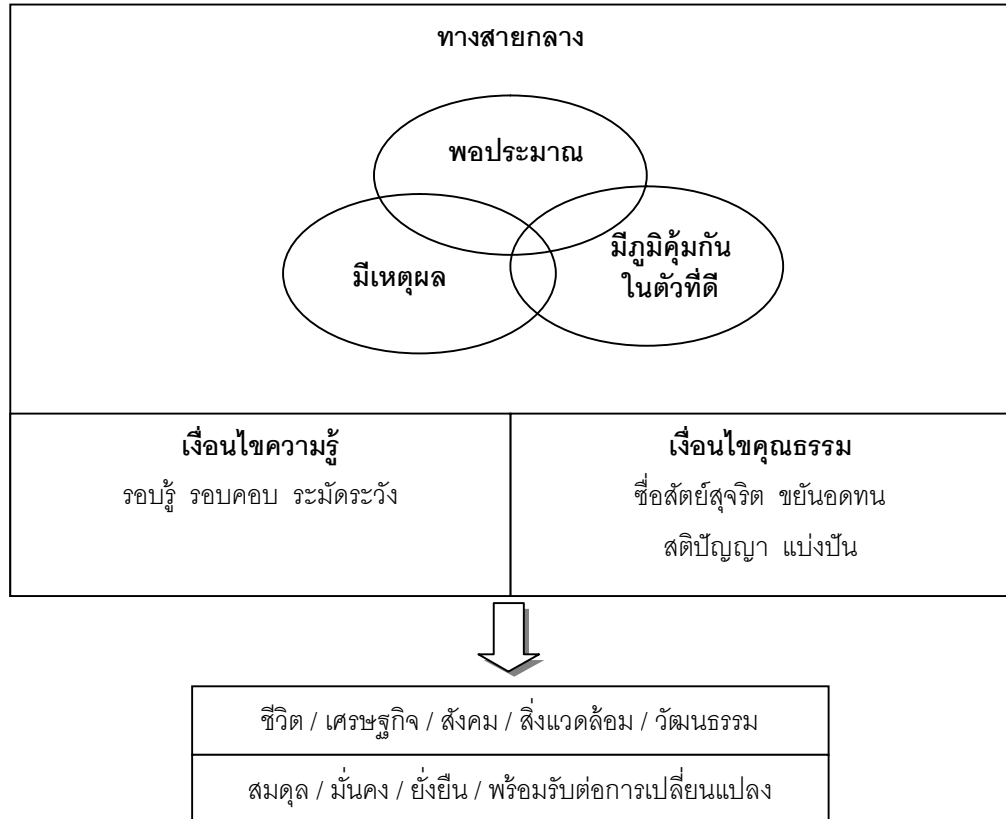 ทางสายกลาง
พอประมาณ
มีเหตุผล
มีภูมิคุ้มกัน
ในตัวที่ดี
เงื่อนไขความรู้
รอบรู้ รอบคอบ ระมัดระวัง
เงื่อนไขคุณธรรม
ซื่อสัตย์สุจริต ขยันอดทน
สติปัญญา แบ่งปัน
ชีวิต / เศรษฐกิจ / สังคม / สิ่งแวดล้อม / วัฒนธรรม
สมดุล / มั่นคง / ยั่งยืน / พร้อมรับต่อการเปลี่ยนแปลง